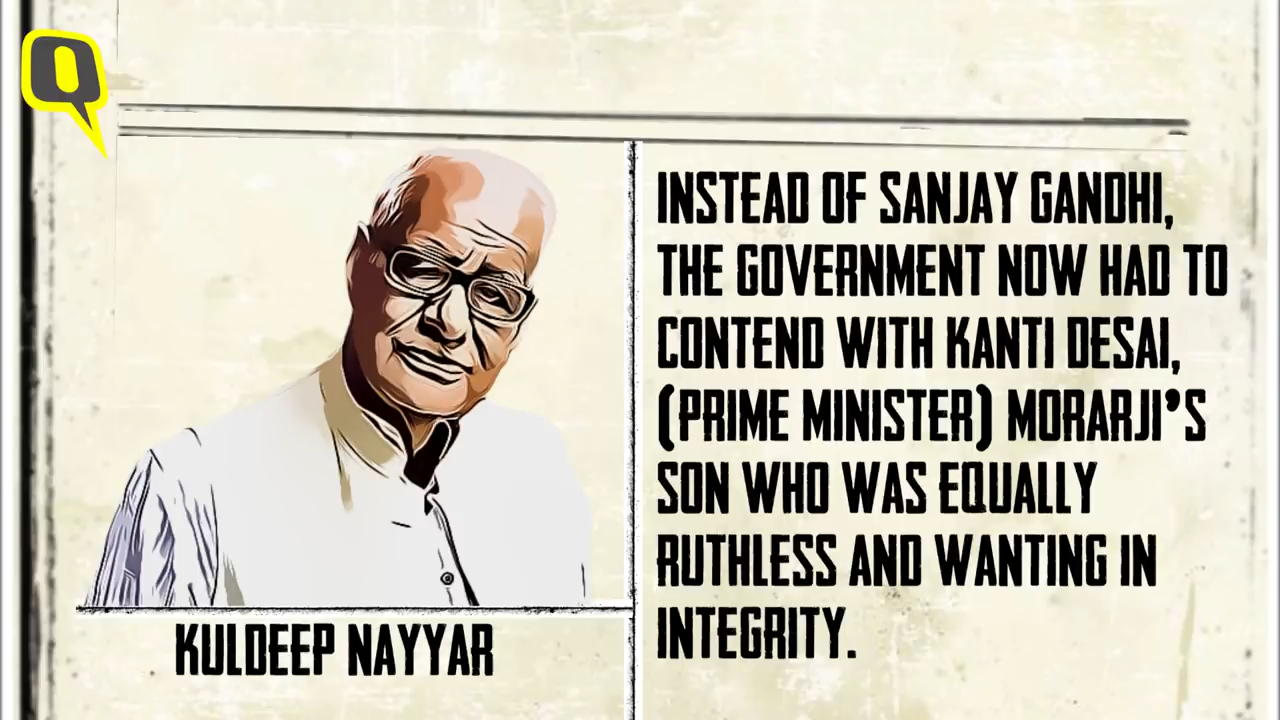 Q
INSTEAD OF SANJAY GANDHI,
THE GOVERNMENT NOW HAD TO
CONTEND WITH KANTI DESAI,
(PRIME MINISTER) MORARJI’S
SON WHO WAS EQUALLY
RUTHLESS AND WANTING IN
INTEGRITY.
KULDEEP NAYYAR